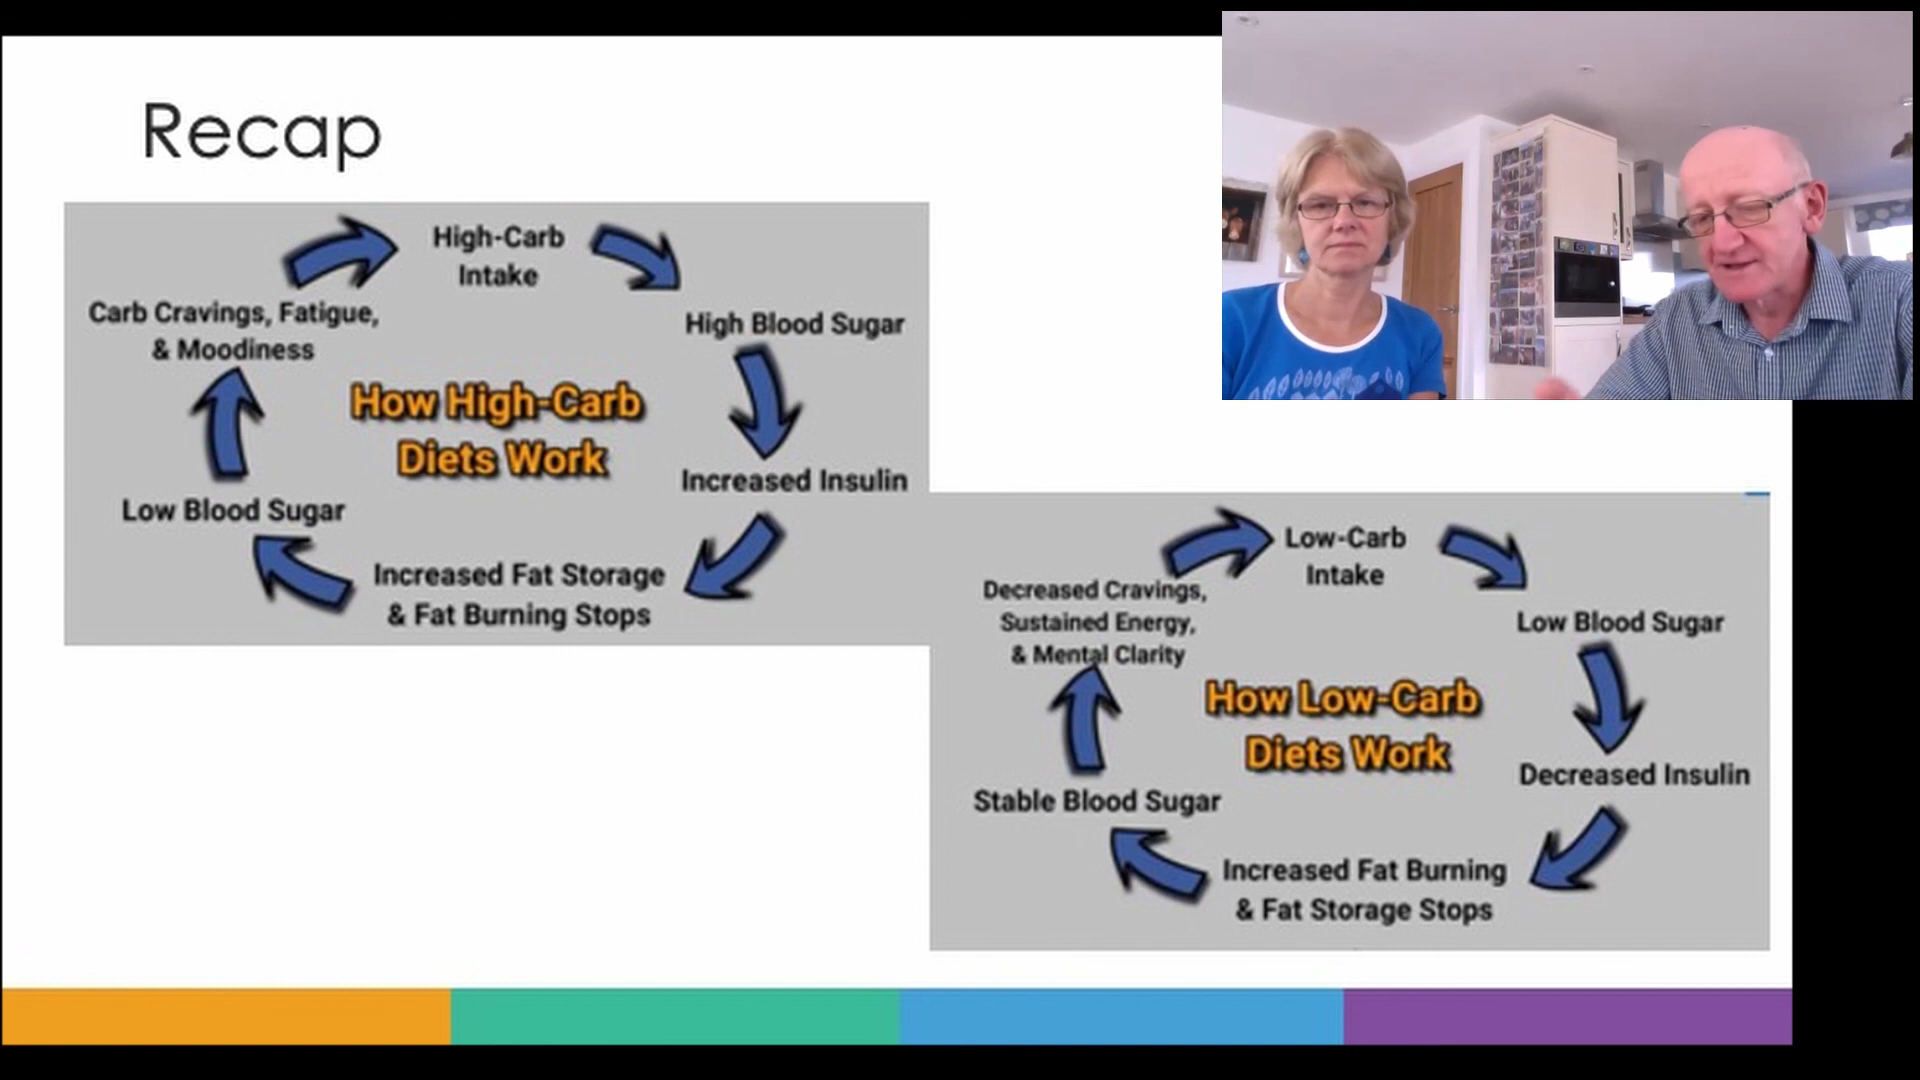 Recap
High-Carb
Intake
High Blood Sugar
Increased Insulin
Increased Fat Storage
& Fat Burning Stops
Low Blood Sugar
Carb Cravings, Fatigue,
& Moodiness
How High-Carb
Diets Work
Low-Carb
Intake
Low Blood Sugar
Decreased Insulin
Increased Fat Burning
& Fat Storage Stops
Stable Blood Sugar
Decreased Cravings,
Sustained Energy,
& Mental Clarity
How Low-Carb
Diets Work